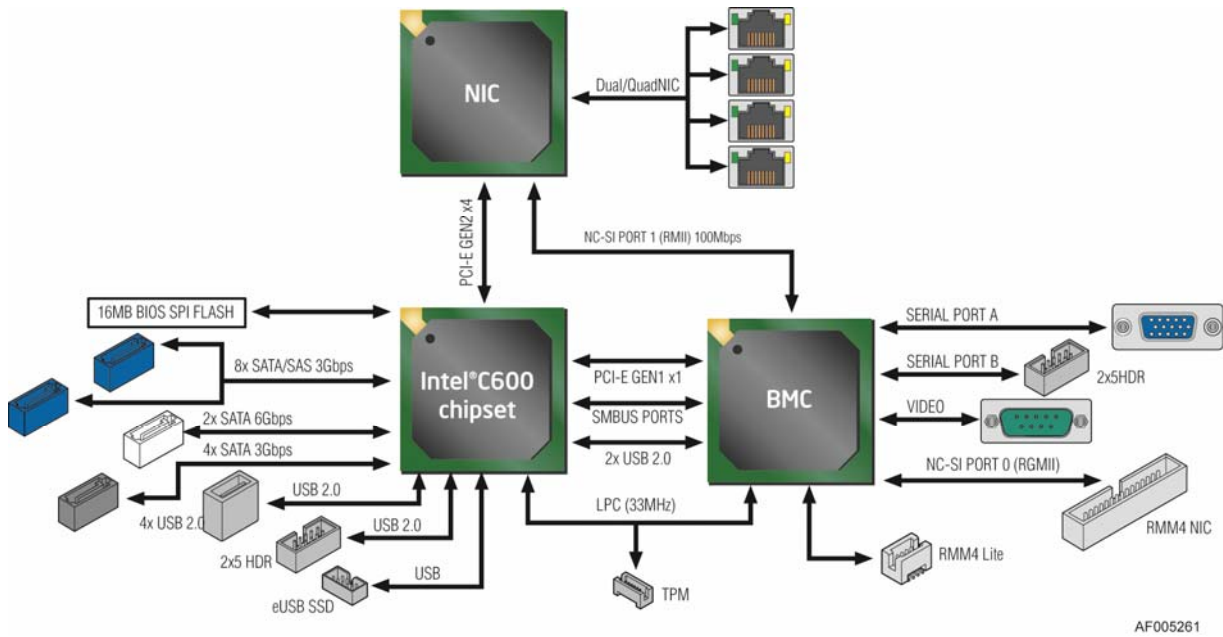 NIC
Dual/QuadNIC
PCI-E GEN2 x4
NC-SI PORT 1 (RMII) 100Mbps
16MB BIOS SPI FLASH
8x SATA/SAS 3Gbps
2x SATA 6Gbps
4x SATA 3Gbps
Intel®C600
chipset
PCI-E GEN1 x1
SMBUS PORTS
2x USB 2.0
BMC
SERIAL PORT A
SERIAL PORT B
2x5HDR
VIDEO
NC-SI PORT 0 (RGMII)
RMM4 NIC
USB 2.0
4x USB 2.0
USB 2.0
2x5 HDR
USB
eUSB SSD
LPC (33MHz)
TPM
RMM4 Lite
AF005261